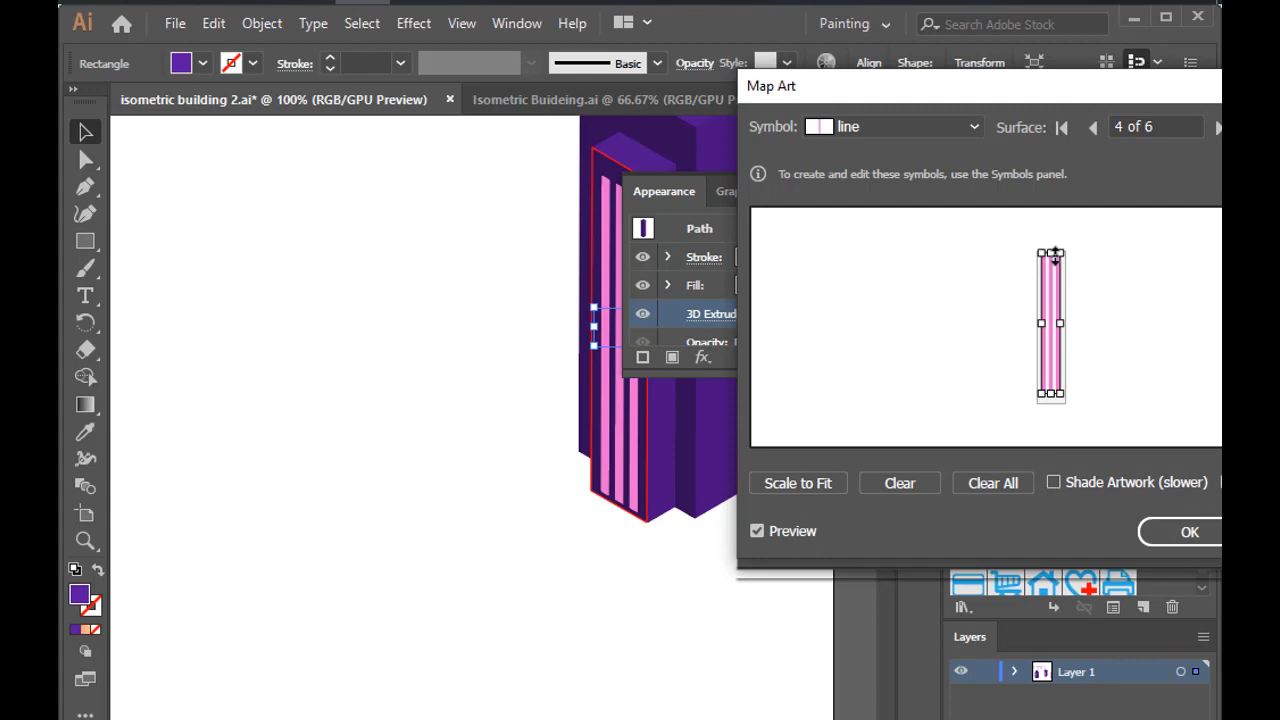 Ai File Edit Object Type Select Effect View Window Help Painting Search Adobe Stock
Rectangle Stroke: Basic Opacity Style: Align Shape: Transform
isometric building 2.ai* @ 100% (RGB/GPU Preview) × Isometric Buideing.ai @ 66.67% (RGB/GPU P
Map Art
Symbol: line Surface: 4 of 6
To create and edit these symbols, use the Symbols panel.
Appearance Gra
Path
Stroke:
Fill:
3D Extrud
Opacity:
fx.
Scale to Fit Clear Clear All Shade Artwork (slower)
Preview
OK
Layers
Layer 1